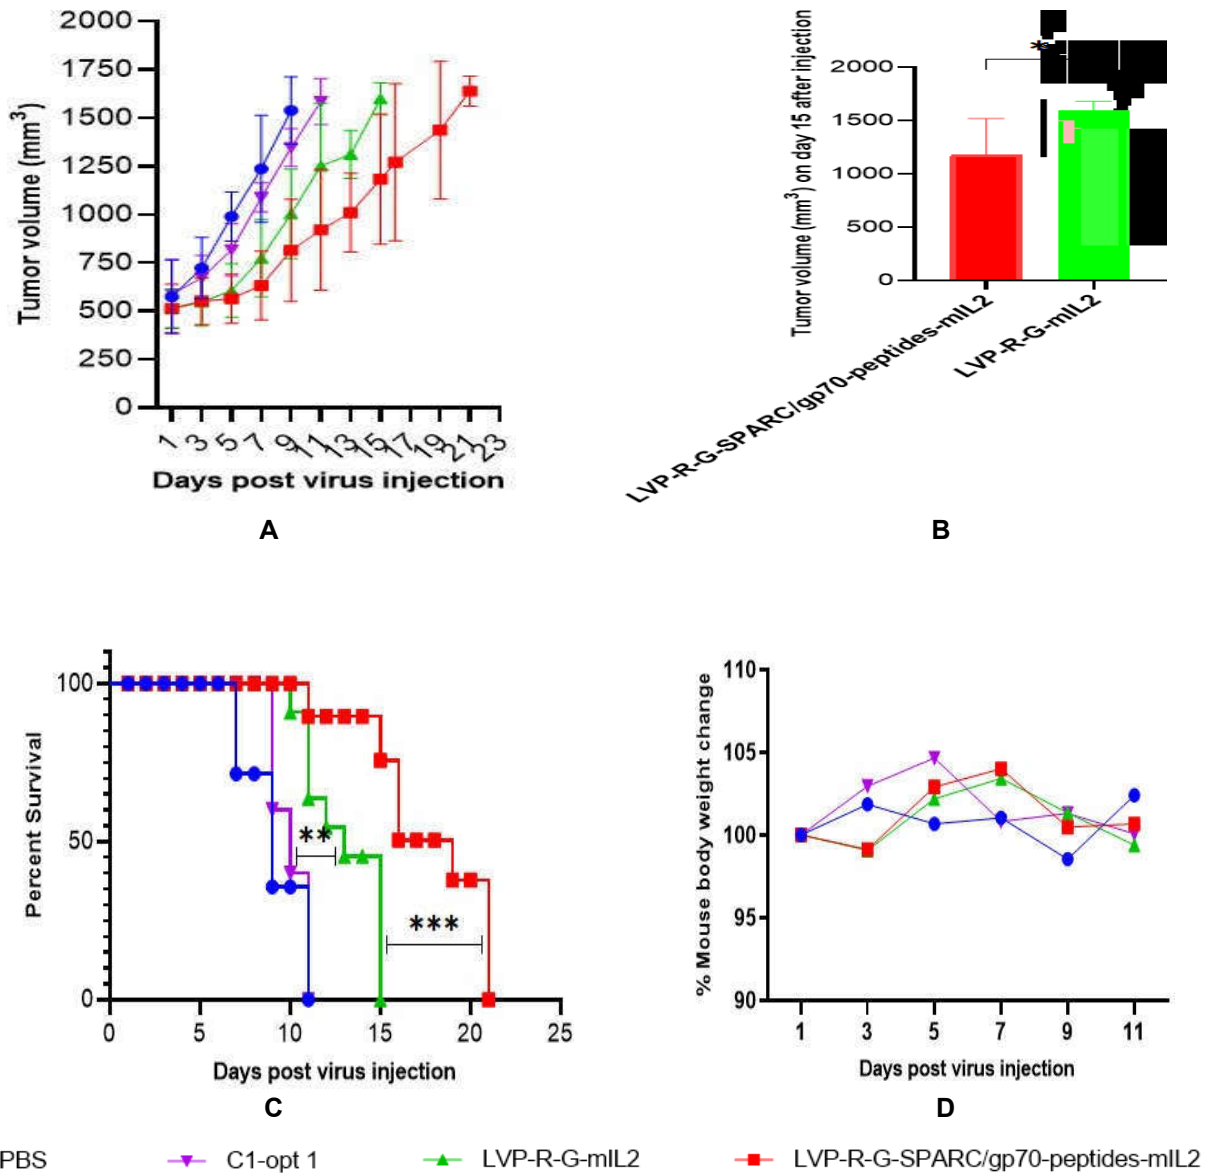 2000
1750
1500
1250
1000
750
500
250
0
Tumor volume (mm³)
1 3 5 7 9 11 13 15 17 19 21 23
Days post virus injection
A
Tumor volume (mm³) on day 15 after injection
*
2000
1500
1000
500
0
LVP-R-G-SPARC/gp70-peptides-mIL2
LVP-R-G-mIL2
B
Percent Survival
100
50
0
**
***
0 5 10 15 20 25
Days post virus injection
C
% Mouse body weight change
110
105
100
95
90
1 3 5 7 9 11
Days post virus injection
D
PBS C1-opt 1 LVP-R-G-mIL2 LVP-R-G-SPARC/gp70-peptides-mIL2